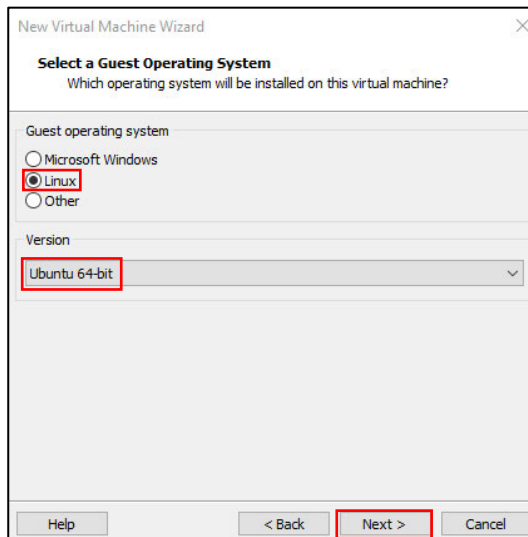 New Virtual Machine Wizard
Select a Guest Operating System
Which operating system will be installed on this virtual machine?
Guest operating system
Microsoft Windows
Linux
Other
Version
Ubuntu 64-bit
Help
< Back
Next >
Cancel